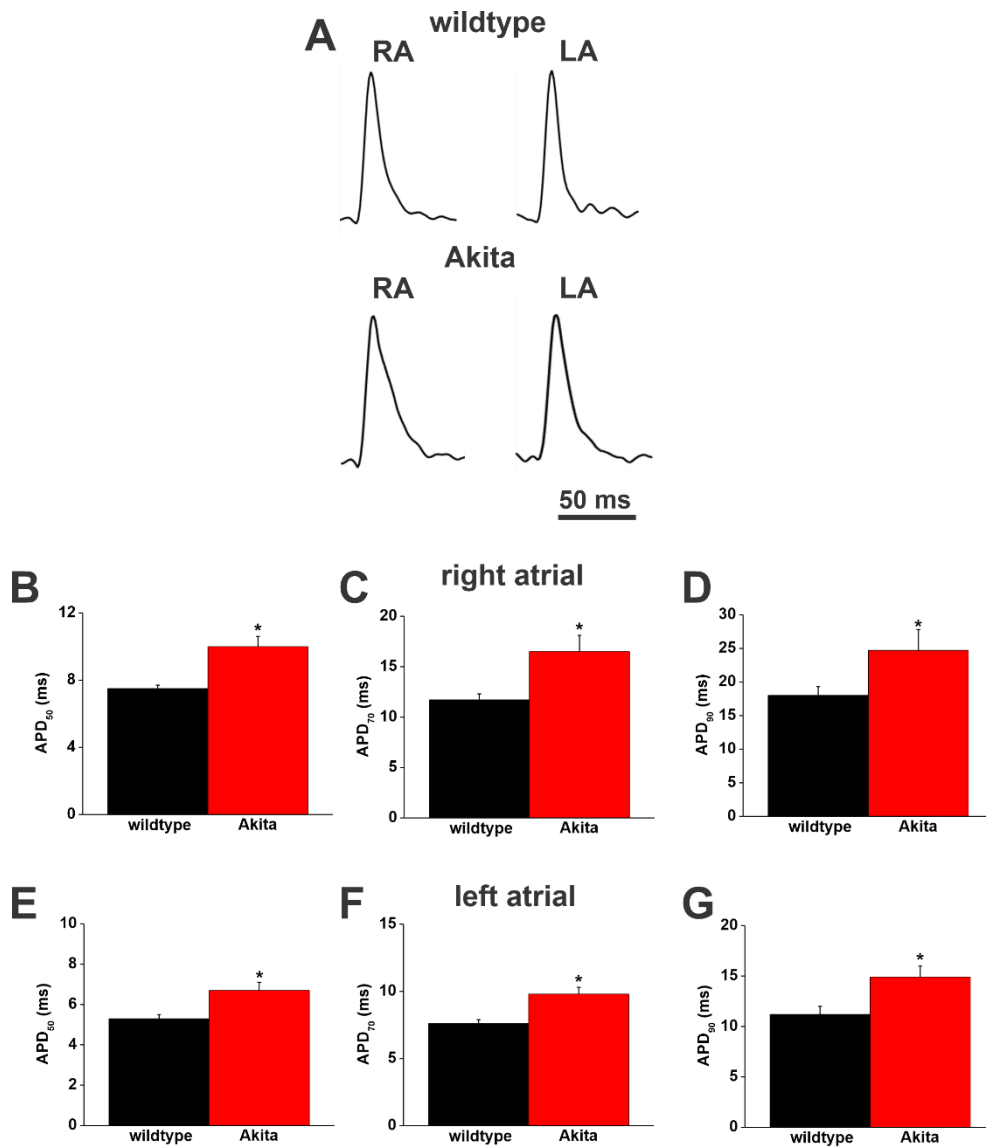 A
wildtype
RA LA
Akita
RA LA
50 ms
right atrial
B
12
8
4
0
APD50 (ms)
*
wildtype Akita
C
20
15
10
5
0
APD70 (ms)
*
wildtype Akita
D
30
25
20
15
10
5
0
APD90 (ms)
*
wildtype Akita
left atrial
E
10
8
6
4
2
0
APD50 (ms)
*
wildtype Akita
F
15
10
5
0
APD70 (ms)
*
wildtype Akita
G
20
15
10
5
0
APD90 (ms)
*
wildtype Akita